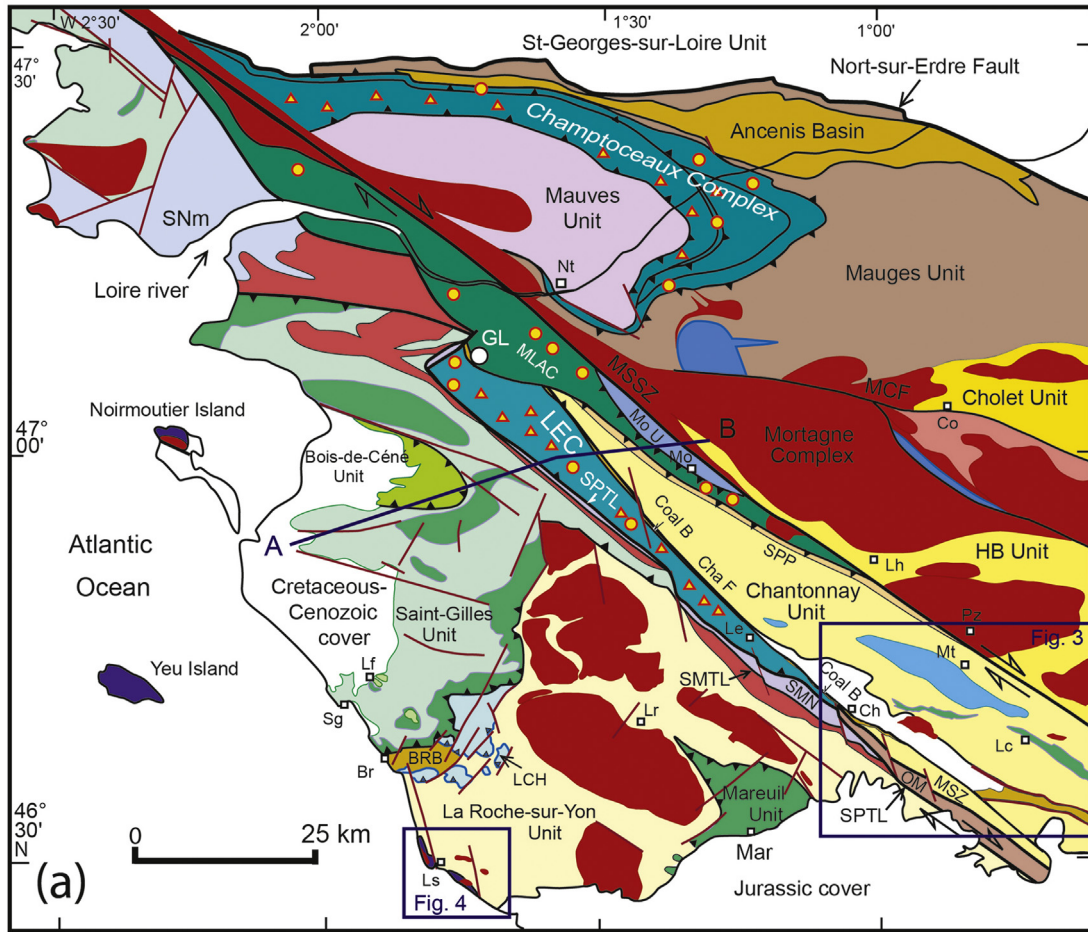 W 2°30'
2°00'
1°30'
1°00'
St-Georges-sur-Loire Unit
47°
30'
Nort-sur-Erdre Fault
Ancenis Basin
Champtoceaux Complex
Mauves
Unit
SNm
Loire river
Nt
Mauges Unit
GL
MLAC
MSSZ
MCF
Cholet Unit
Co
Noirmoutier Island
47°
00'
Mo U
B
Mortagne
Complex
LEC
Mo
Bois-de-Céné
Unit
SPTL
A
Coal B
SPP
HB Unit
Atlantic
Ocean
Cha F
Chantonnay
Unit
Lh
Cretaceous-
Cenozoic
cover
Saint-Gilles
Unit
Le
Pz
Fig. 3
Yeu Island
Lf
SMTL
Mt
Sg
SMN
Coal B
Ch
Lr
Lc
Br
BRB
LCH
OM
MSZ
Mareuil
Unit
La Roche-sur-Yon
Unit
SPTL
46°
30'
N
0
25 km
Mar
(a)
Ls
Jurassic cover
Fig. 4